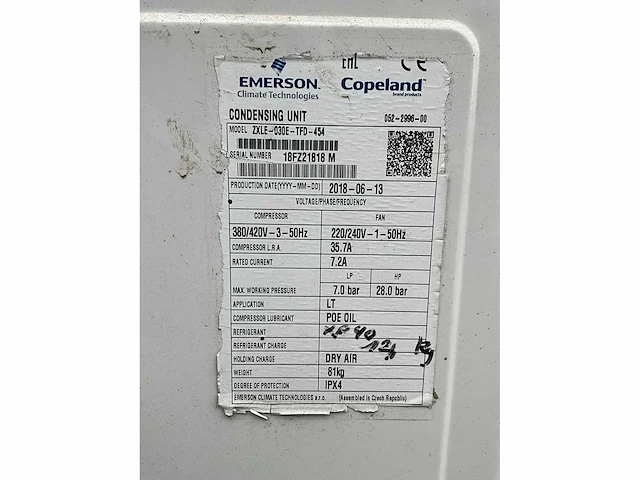 EAC CE
EMERSON.
Climate Technologies
Copeland
brand products
CONDENSING UNIT 052-2996-00
MODEL ZXLE-030E-TFD-454
SERIAL NUMBER 18FZ21818 M
PRODUCTION DATE(YYYY-MM-DD) 2018-06-13
VOLTAGE/PHASE/FREQUENCY
COMPRESSOR FAN
380/420V-3-50Hz 220/240V-1-50Hz
COMPRESSOR L.R.A. 35.7A
RATED CURRENT 7.2A
LP HP
MAX. WORKING PRESSURE 7.0 bar 28.0 bar
APPLICATION LT
COMPRESSOR LUBRICANT POE OIL
REFRIGERANT XP40
REFRIGERANT CHARGE Kg
HOLDING CHARGE DRY AIR
WEIGHT 81kg
DEGREE OF PROTECTION IPX4
EMERSON CLIMATE TECHNOLOGIES s.r.o. (Assembled in Czech Republic)